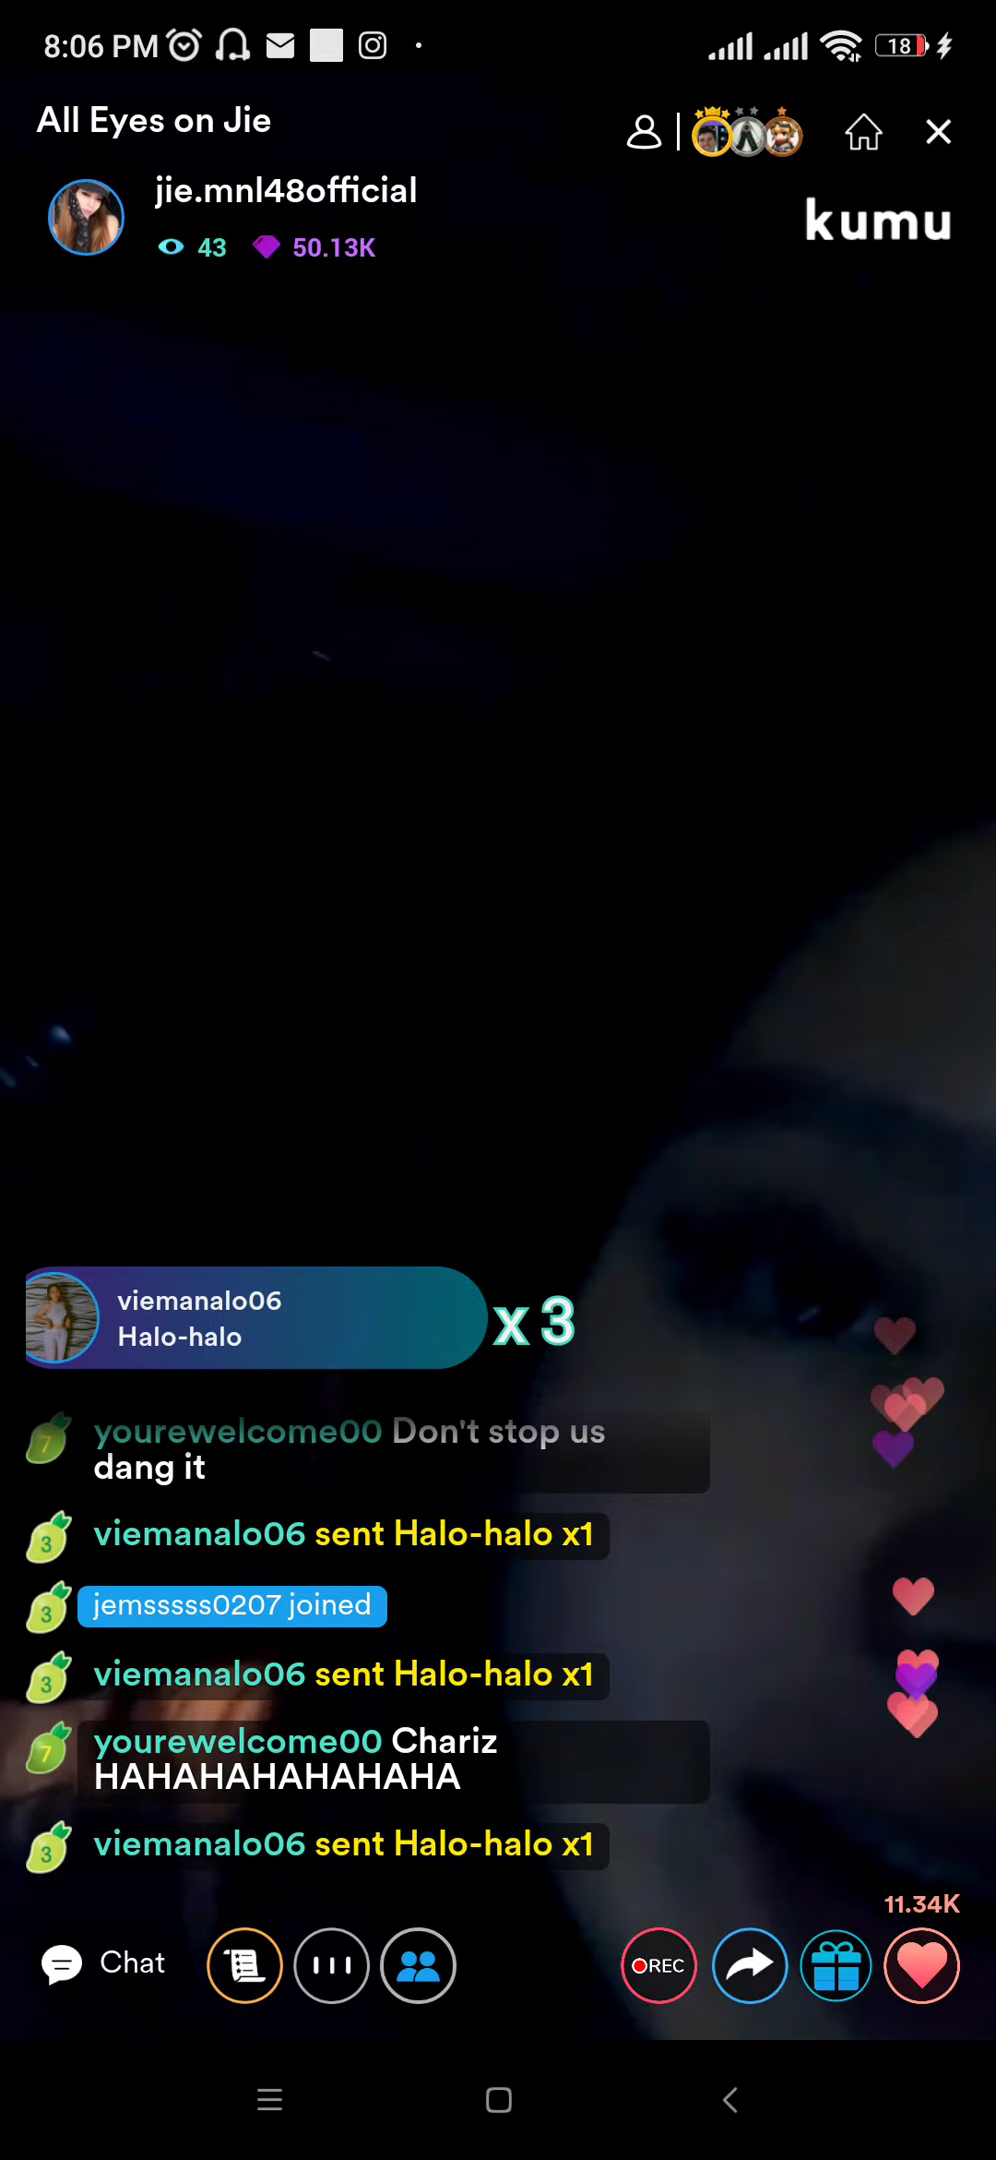 8:06 PM
18
All Eyes on Jie
jie.mnl48official
43 50.13K
kumu
viemanalo06
Halo-halo
x 3
7 yourewelcome00 Don't stop us
dang it
3 viemanalo06 sent Halo-halo x1
3 jemsssss0207 joined
3 viemanalo06 sent Halo-halo x1
7 yourewelcome00 Chariz
HAHAHAHAHAHAHA
3 viemanalo06 sent Halo-halo x1
11.34K
Chat
REC